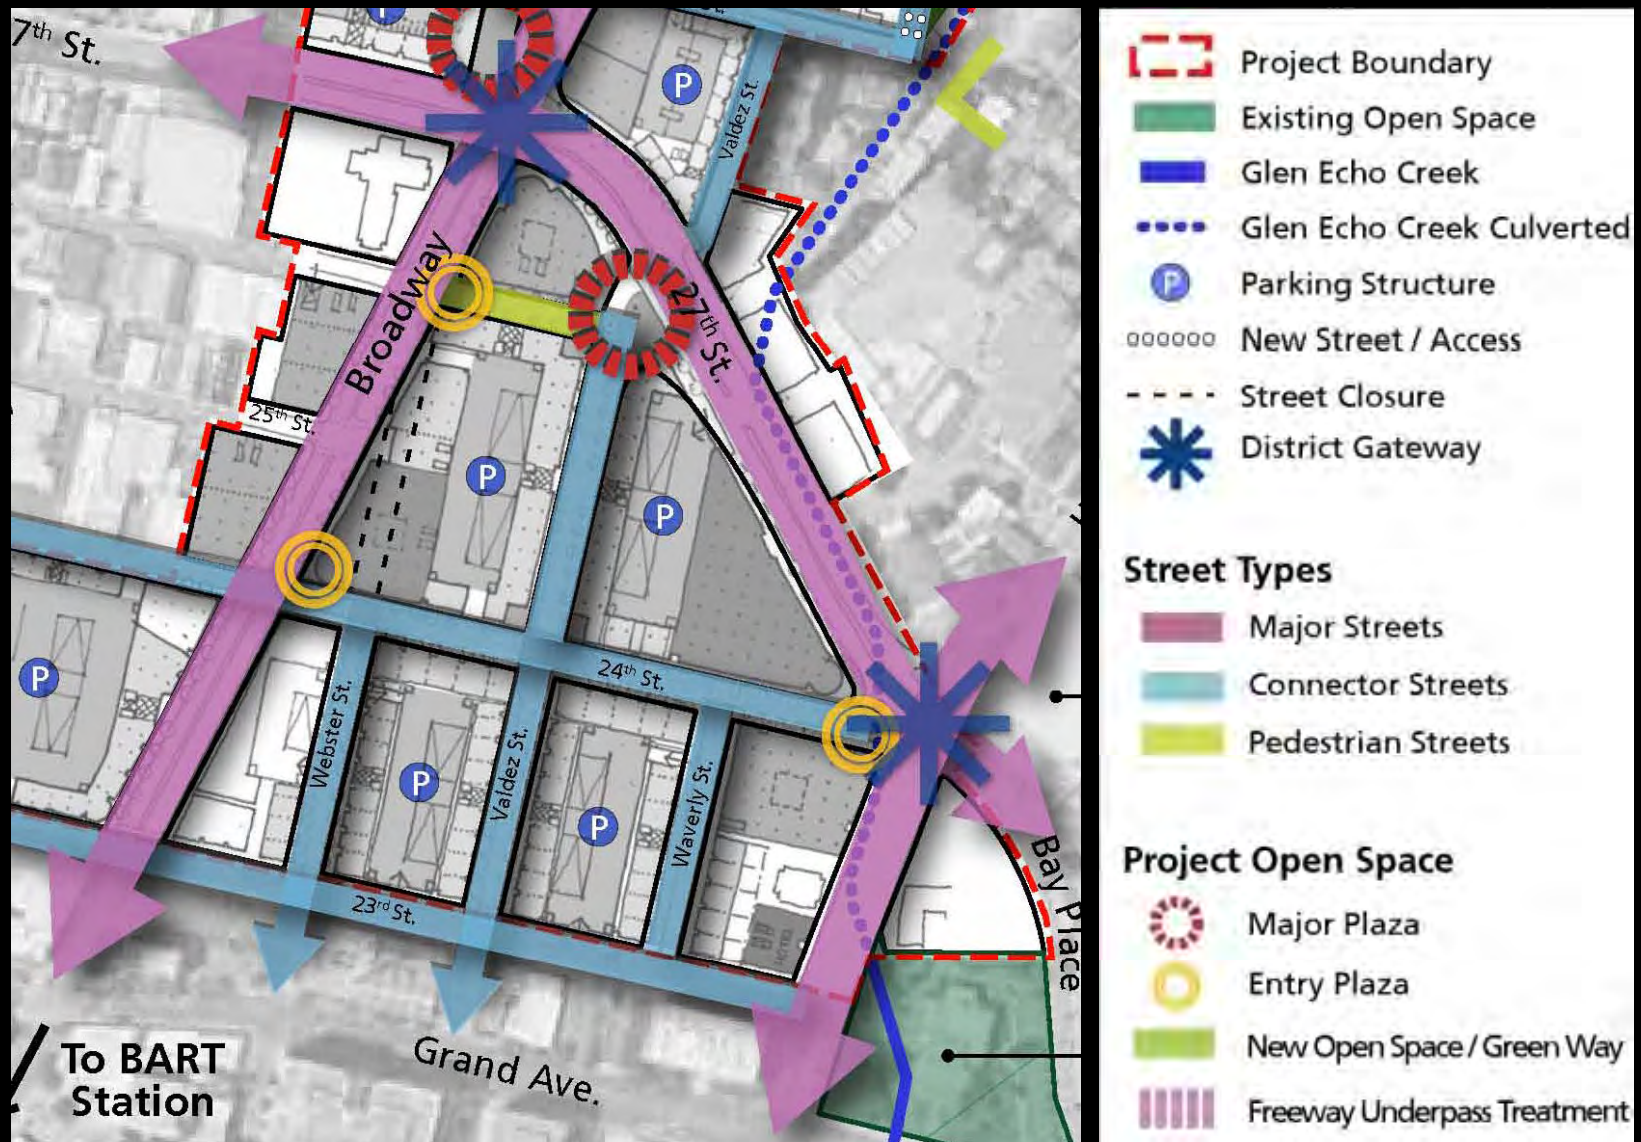 7th St.
P
P
Valdez St.
Broadway
27th St.
25th St.
P
P
P
24th St.
Webster St.
P
Valdez St.
P
Waverly St.
23rd St.
HOTEL
Bay Place
Grand Ave.
To BART
Station
Project Boundary
Existing Open Space
Glen Echo Creek
Glen Echo Creek Culverted
P
Parking Structure
New Street / Access
Street Closure
District Gateway
Street Types
Major Streets
Connector Streets
Pedestrian Streets
Project Open Space
Major Plaza
Entry Plaza
New Open Space / Green Way
Freeway Underpass Treatment